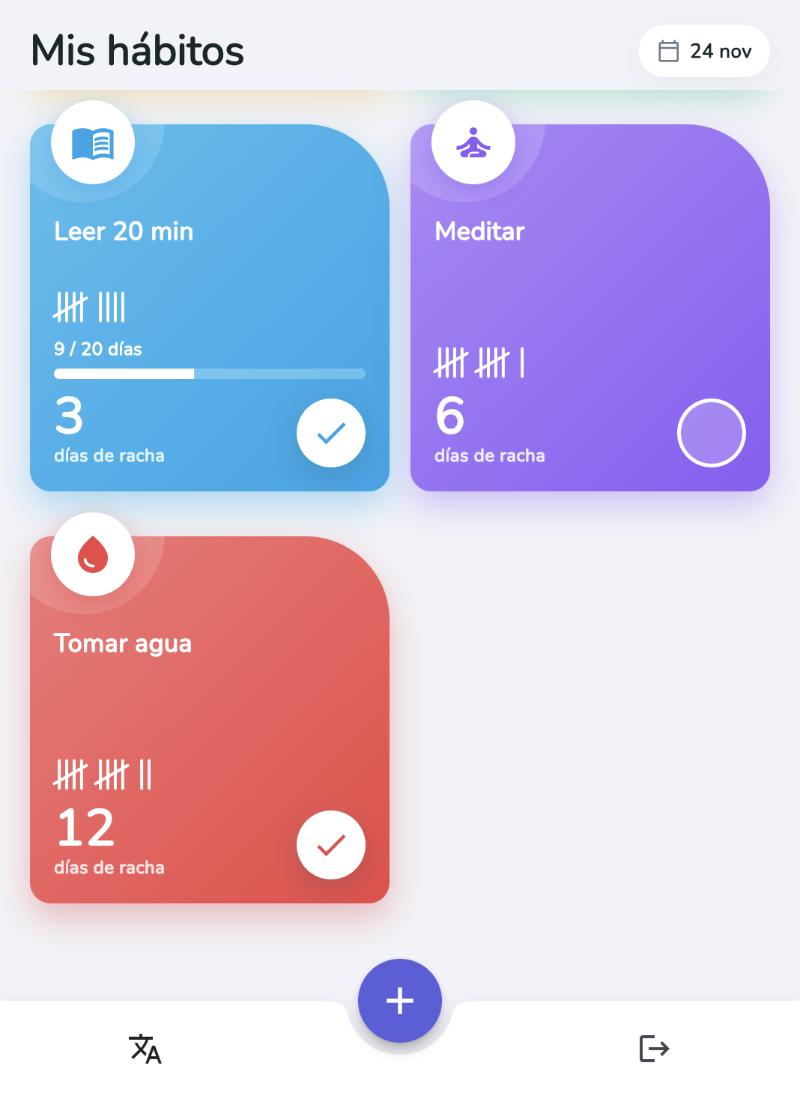 Mis hábitos
24 nov
Leer 20 min
9 / 20 días
3
días de racha
Meditar
6
días de racha
Tomar agua
12
días de racha